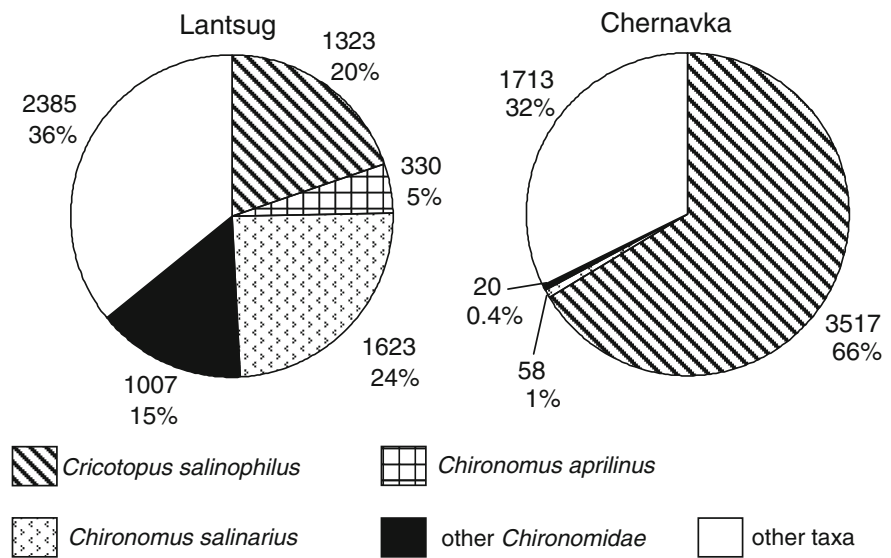 Lantsug
1323
20%
330
5%
1623
24%
1007
15%
2385
36%
Chernavka
1713
32%
20
0.4%
58
1%
3517
66%
Cricotopus salinophilus
Chironomus aprilinus
Chironomus salinarius
other Chironomidae
other taxa